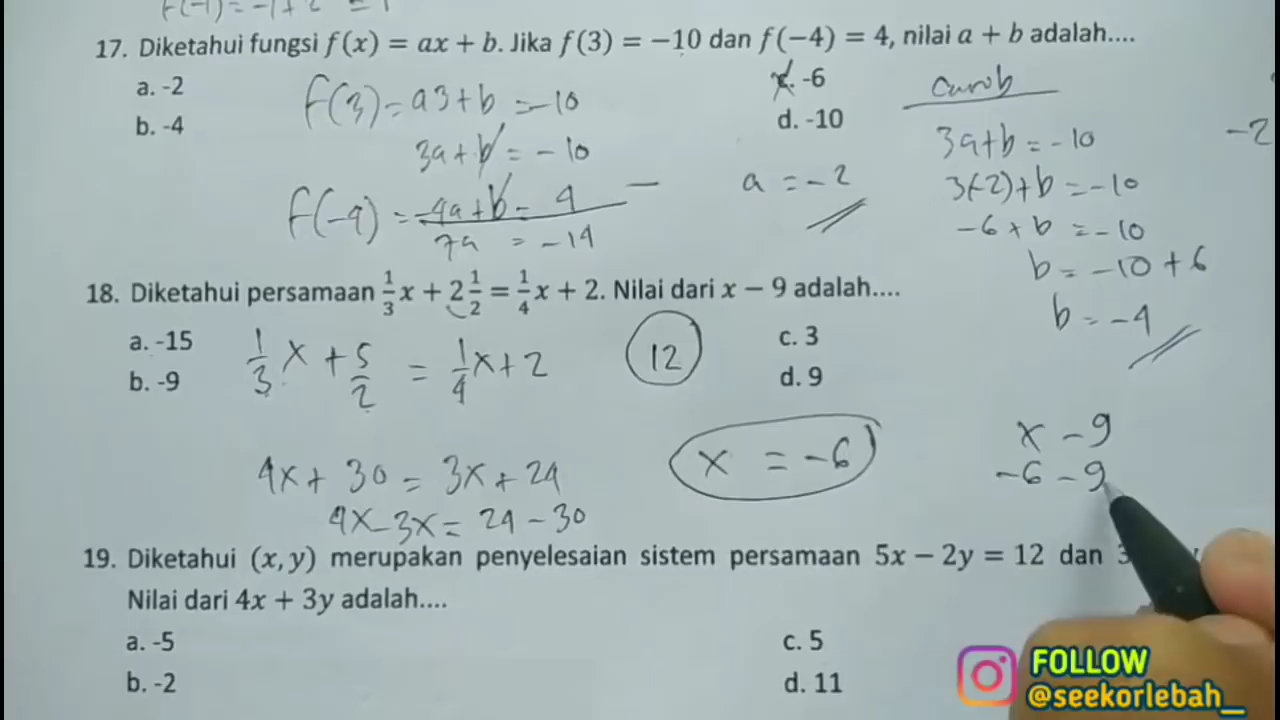 f(-1) = -1 + 2 = 1
17. Diketahui fungsi f(x) = ax + b. Jika f(3) = −10 dan f(−4) = 4, nilai a + b adalah....
a. -2
b. -4
c. -6
d. -10
f(3) = a3 + b = -10
3a + b = -10
f(-4) = -4a + b = 4
7a = -14
a = -2
Carob
3a + b = -10
3(-2) + b = -10
-6 + b = -10
b = -10 + 6
b = -4
-2
18. Diketahui persamaan 1/3 x + 2 1/2 = 1/4 x + 2. Nilai dari x − 9 adalah....
a. -15
b. -9
c. 3
d. 9
1/3 x + 5/2 = 1/4 x + 2
12
4x + 30 = 3x + 24
4x - 3x = 24 - 30
x = -6
x - 9
-6 - 9
19. Diketahui (x, y) merupakan penyelesaian sistem persamaan 5x − 2y = 12 dan
Nilai dari 4x + 3y adalah....
a. -5
b. -2
c. 5
d. 11
FOLLOW
@seekorlebah_